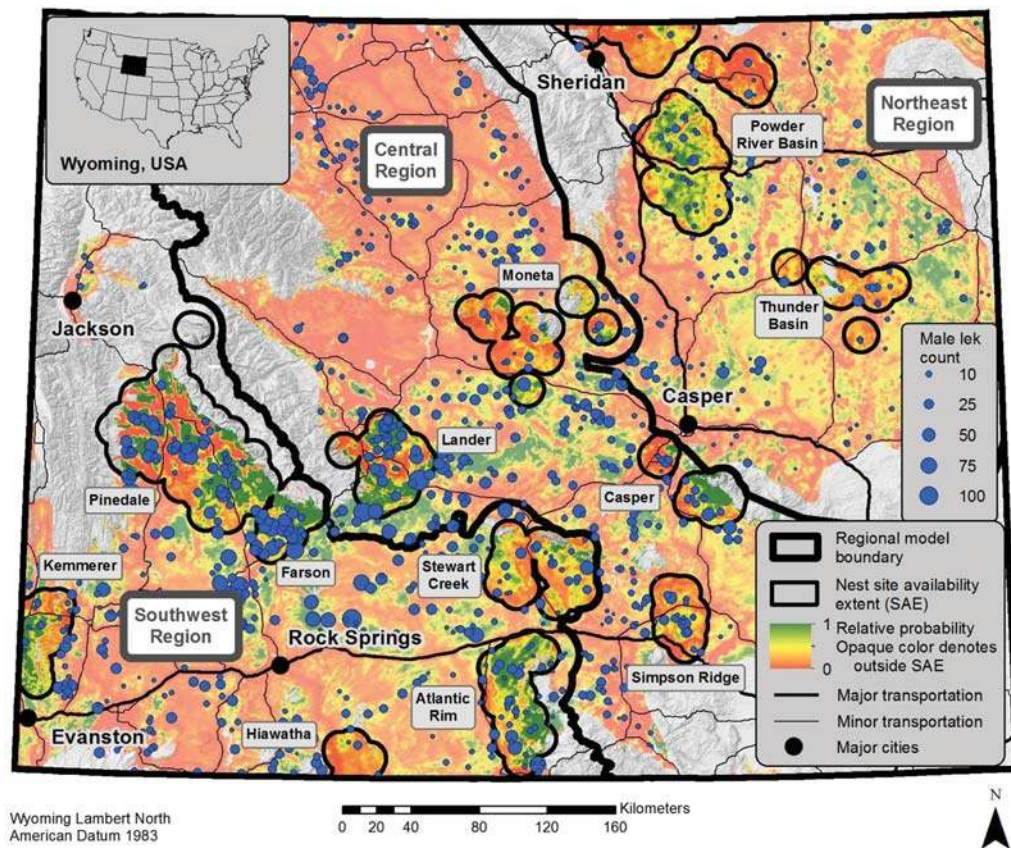 Wyoming, USA
Sheridan
Northeast
Region
Powder
River Basin
Central
Region
Moneta
Jackson
Thunder
Basin
Male lek
count
10
25
50
75
100
Casper
Lander
Pinedale
Casper
Kemmerer
Farson
Stewart
Creek
Southwest
Region
Rock Springs
Simpson Ridge
Atlantic
Rim
Evanston
Hiawatha
Regional model
boundary
Nest site availability
extent (SAE)
1
0
Relative probability
Opaque color denotes
outside SAE
Major transportation
Minor transportation
Major cities
Wyoming Lambert North
American Datum 1983
Kilometers
0 20 40 80 120 160
N